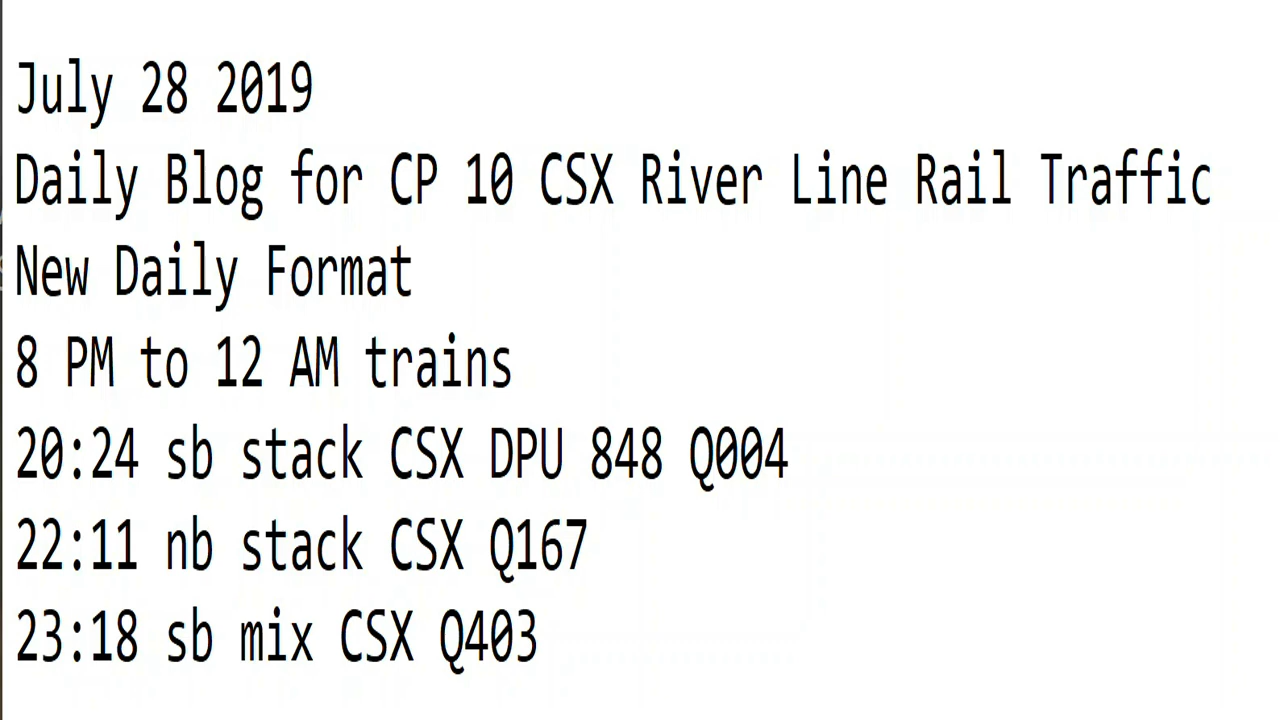 July 28 2019
Daily Blog for CP 10 CSX River Line Rail Traffic
New Daily Format
8 PM to 12 AM trains
20:24 sb stack CSX DPU 848 Q004
22:11 nb stack CSX Q167
23:18 sb mix CSX Q403